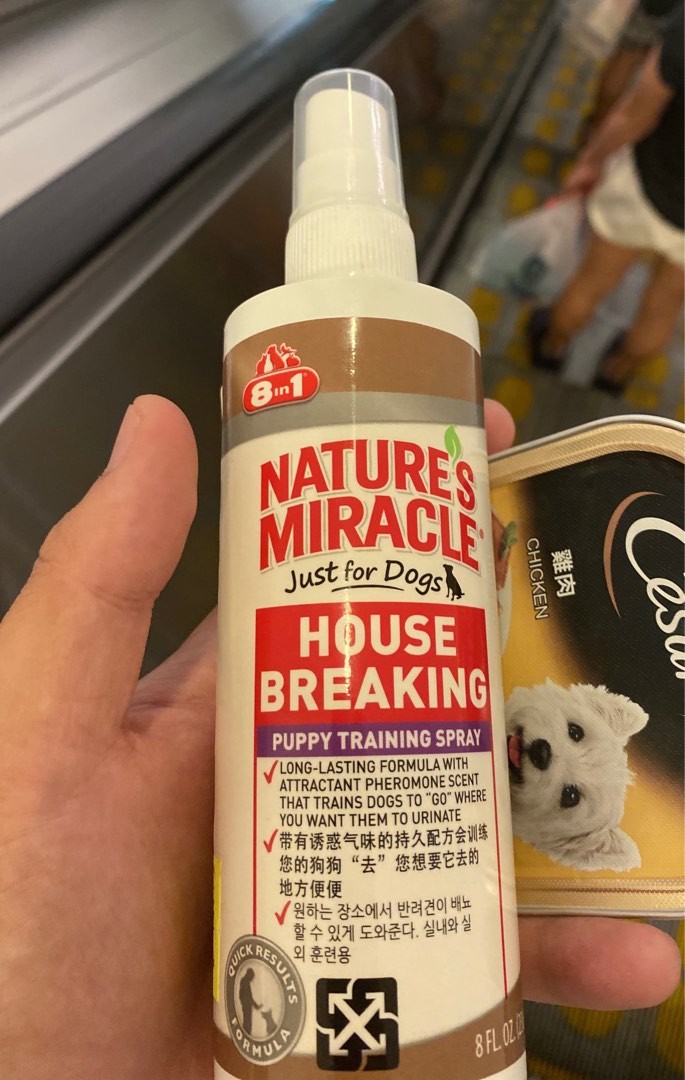 8in1
NATURE'S
MIRACLE®
Just for Dogs
HOUSE
BREAKING
PUPPY TRAINING SPRAY
LONG-LASTING FORMULA WITH
ATTRACTANT PHEROMONE SCENT
THAT TRAINS DOGS TO "GO" WHERE
YOU WANT THEM TO URINATE
带有诱惑气味的持久配方会训练
您的狗狗“去”您想要它去的
地方便便
원하는 장소에서 반려견이 배뇨
할 수 있게 도와준다. 실내와 실
외 훈련용
QUICK RESULTS
FORMULA
8 FL. OZ.
雞肉
CHICKEN
Cesar